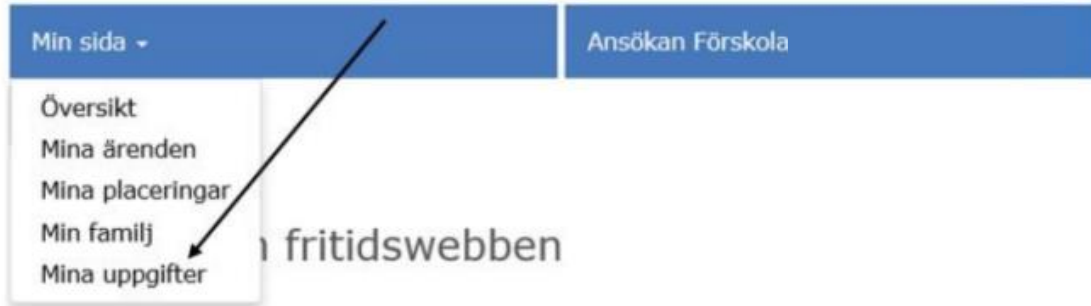 Min sida
Ansökan Förskola
Översikt
Mina ärenden
Mina placeringar
Min familj
Mina uppgifter
fritidswebben